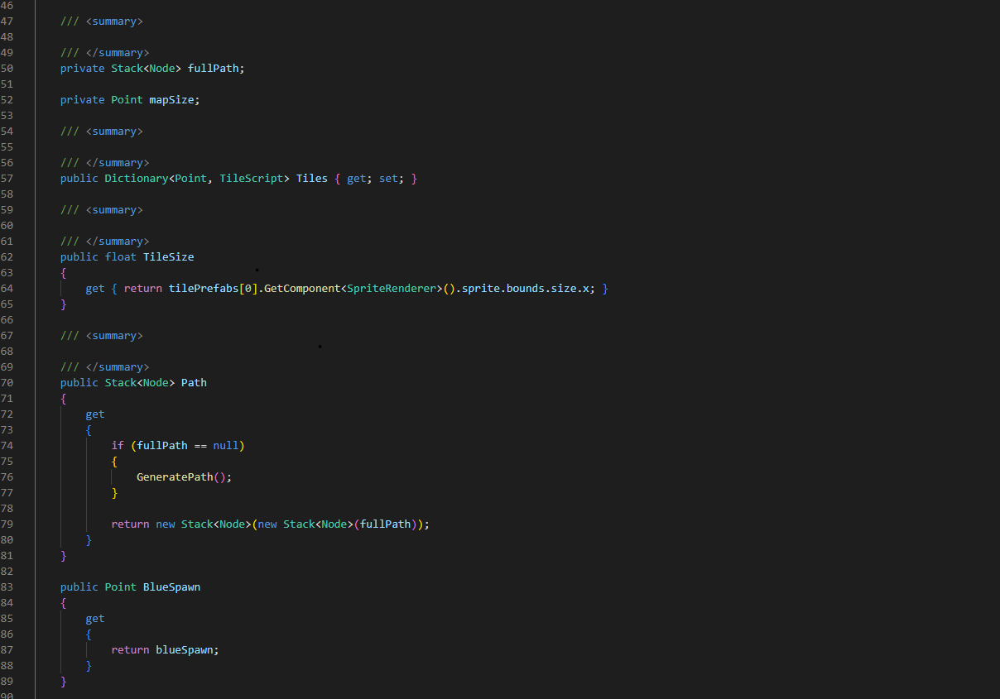 46
47 /// <summary>
48
49 /// </summary>
50 private Stack<Node> fullPath;
51
52 private Point mapSize;
53
54 /// <summary>
55
56 /// </summary>
57 public Dictionary<Point, TileScript> Tiles { get; set; }
58
59 /// <summary>
60
61 /// </summary>
62 public float TileSize
63 {
64 get { return tilePrefabs[0].GetComponent<SpriteRenderer>().sprite.bounds.size.x; }
65 }
66
67 /// <summary>
68
69 /// </summary>
70 public Stack<Node> Path
71 {
72 get
73 {
74 if (fullPath == null)
75 {
76 GeneratePath();
77 }
78
79 return new Stack<Node>(new Stack<Node>(fullPath));
80 }
81 }
82
83 public Point BlueSpawn
84 {
85 get
86 {
87 return blueSpawn;
88 }
89 }
90